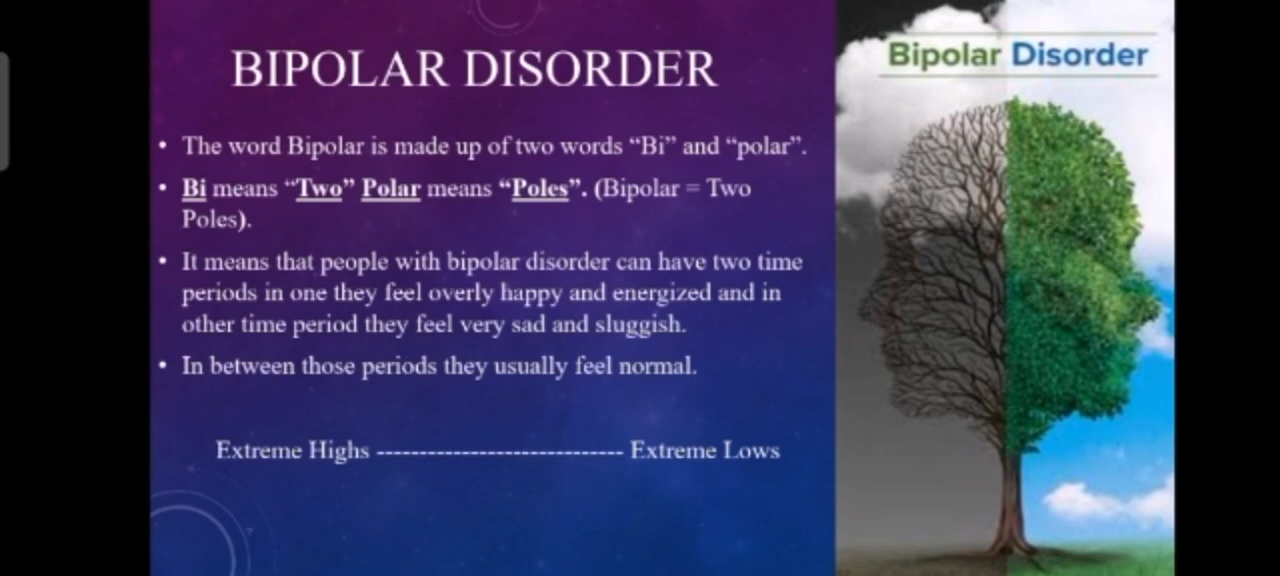 BIPOLAR DISORDER
• The word Bipolar is made up of two words “Bi” and “polar”.
• Bi means “Two” Polar means “Poles”. (Bipolar = Two
Poles).
• It means that people with bipolar disorder can have two time
periods in one they feel overly happy and energized and in
other time period they feel very sad and sluggish.
• In between those periods they usually feel normal.
Extreme Highs ----------------------------- Extreme Lows
Bipolar Disorder